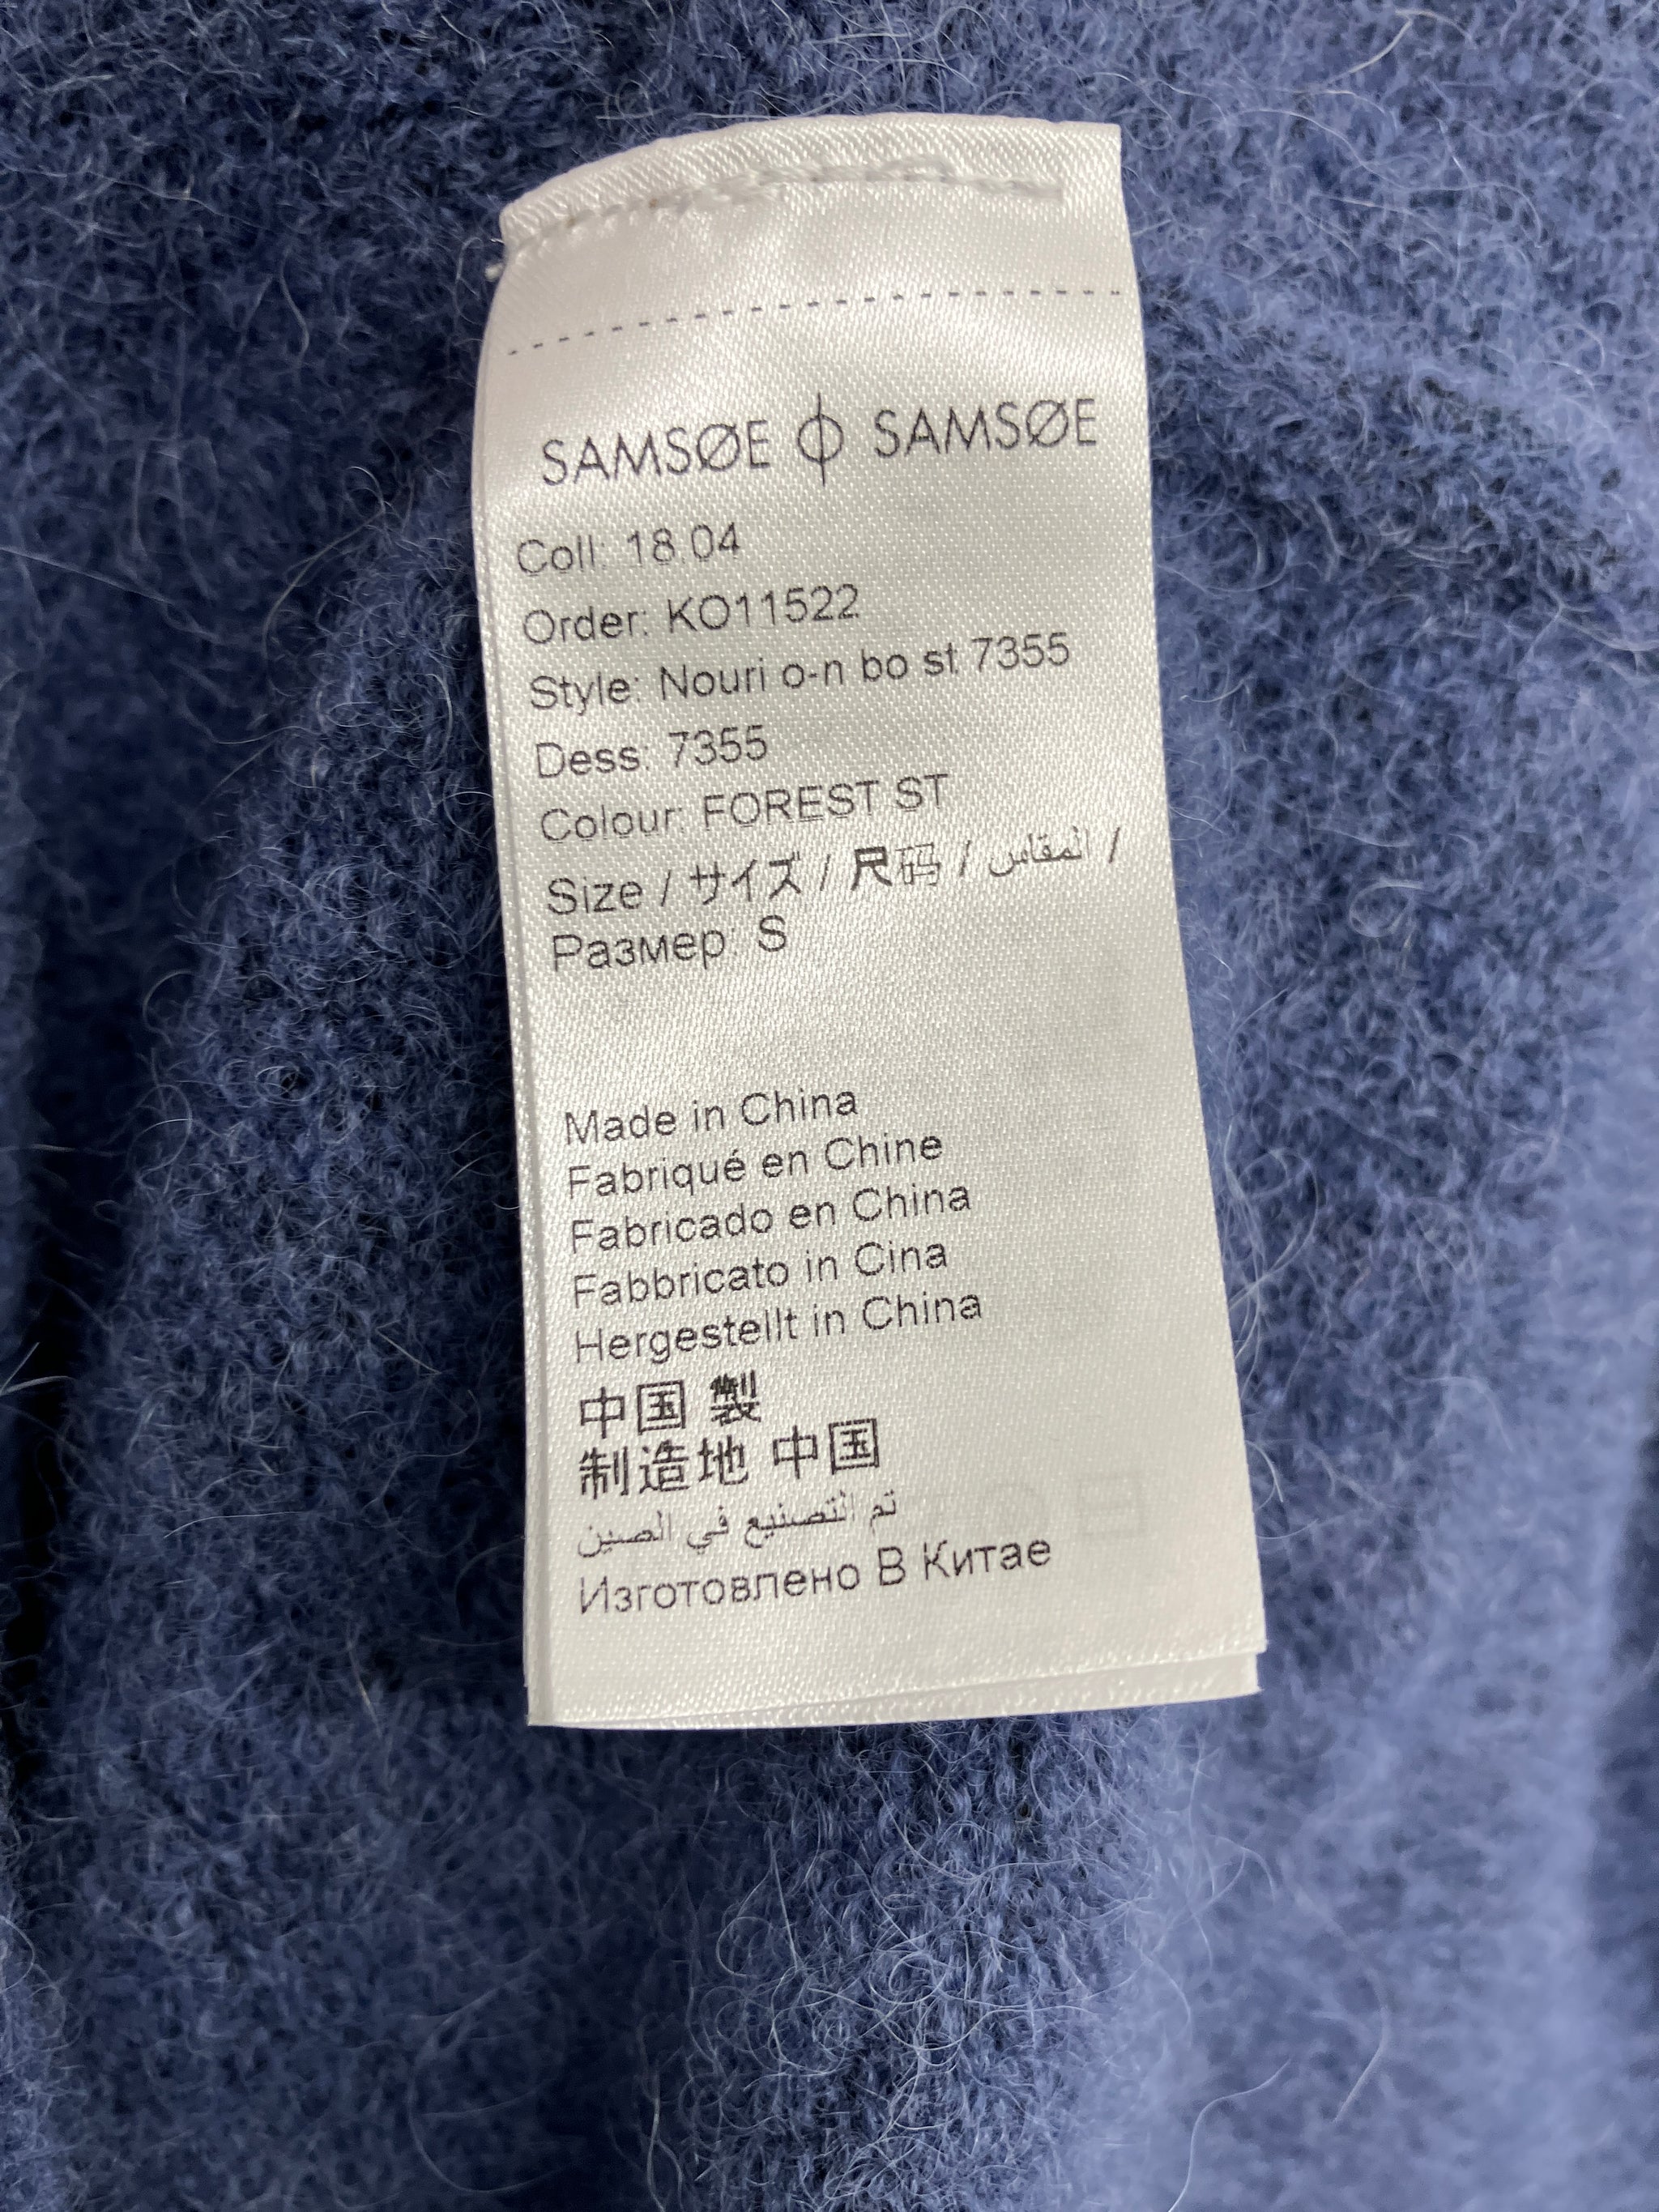 SAMSØE ϕ SAMSØE
Coll: 18.04
Order: KO11522
Style: Nouri o-n bo st 7355
Dess: 7355
Colour: FOREST ST
Size / サイズ / 尺码 / المقاس /
Размер: S
Made in China
Fabriqué en Chine
Fabricado en China
Fabbricato in Cina
Hergestellt in China
中国 製
制造地 中国
تم التصنيع في الصين
Изготовлено В Китае